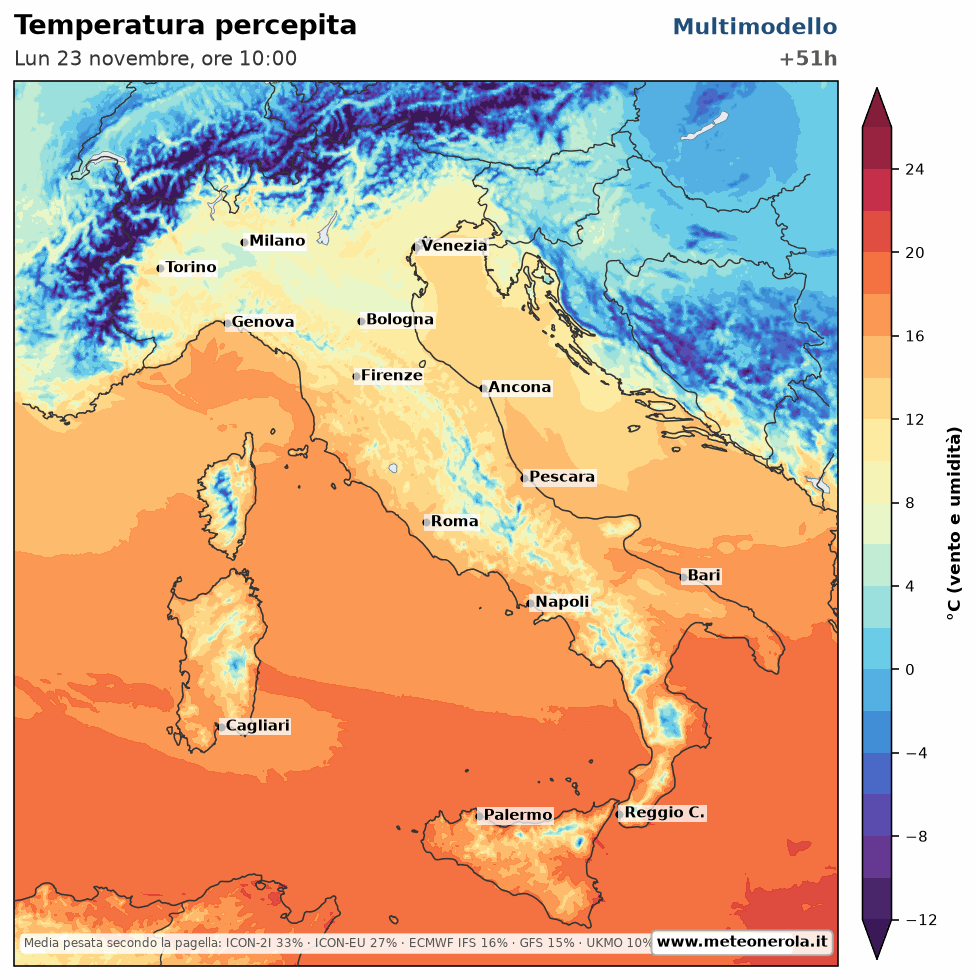 Temperatura percepita
Multimodello
Lun 23 novembre, ore 10:00
+51h
Milano
Venezia
Torino
Genova
Bologna
Firenze
Ancona
Pescara
Roma
Bari
Napoli
Cagliari
Palermo
Reggio C.
24
20
16
12
8
4
0
−4
−8
−12
°C (vento e umidità)
Media pesata secondo la pagella: ICON-2I 33% · ICON-EU 27% · ECMWF IFS 16% · GFS 15% · UKMO 10%
www.meteonerola.it